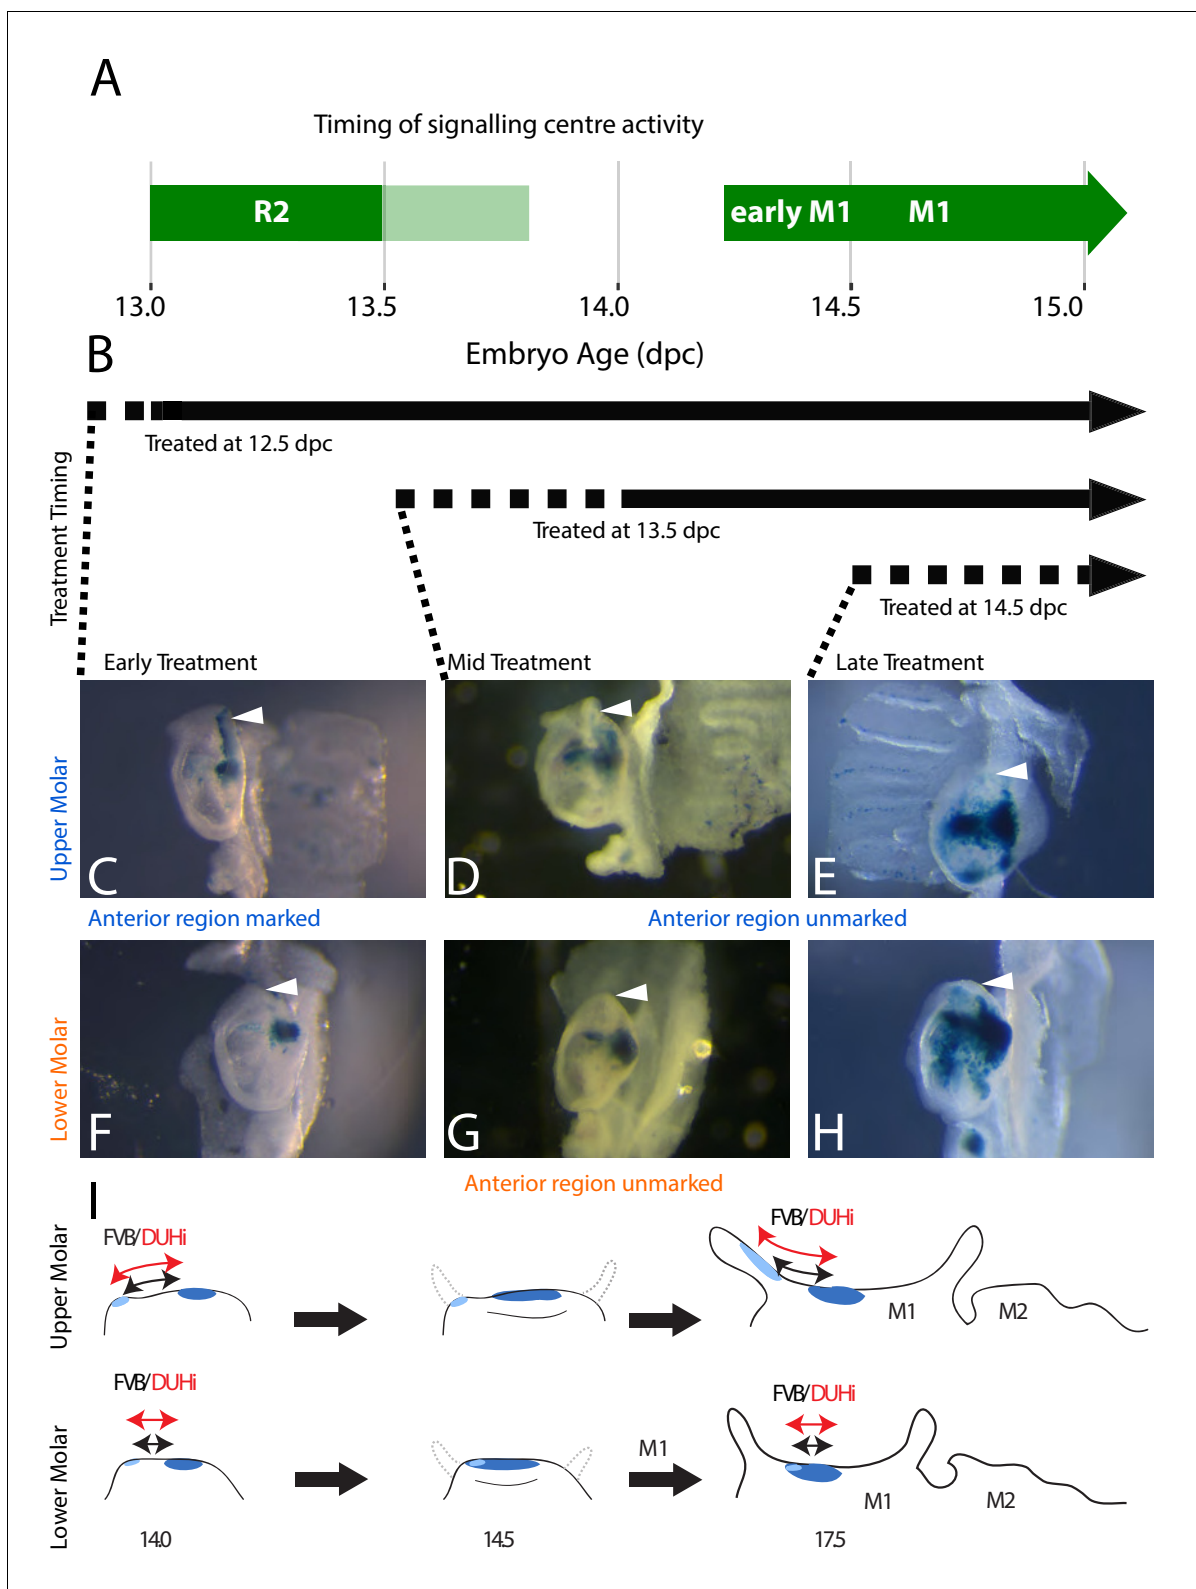 A
Timing of signalling centre activity
R2
early M1
M1
13.0
13.5
14.0
14.5
15.0
Embryo Age (dpc)
B
Treatment Timing
Treated at 12.5 dpc
Treated at 13.5 dpc
Treated at 14.5 dpc
Early Treatment
Mid Treatment
Late Treatment
Upper Molar
C
D
E
Anterior region marked
Anterior region unmarked
Lower Molar
F
G
H
Anterior region unmarked
I
Upper Molar
FVB/DUHi
FVB/DUHi
M1
M2
Lower Molar
FVB/DUHi
M1
FVB/DUHi
M1
M2
14.0
14.5
17.5